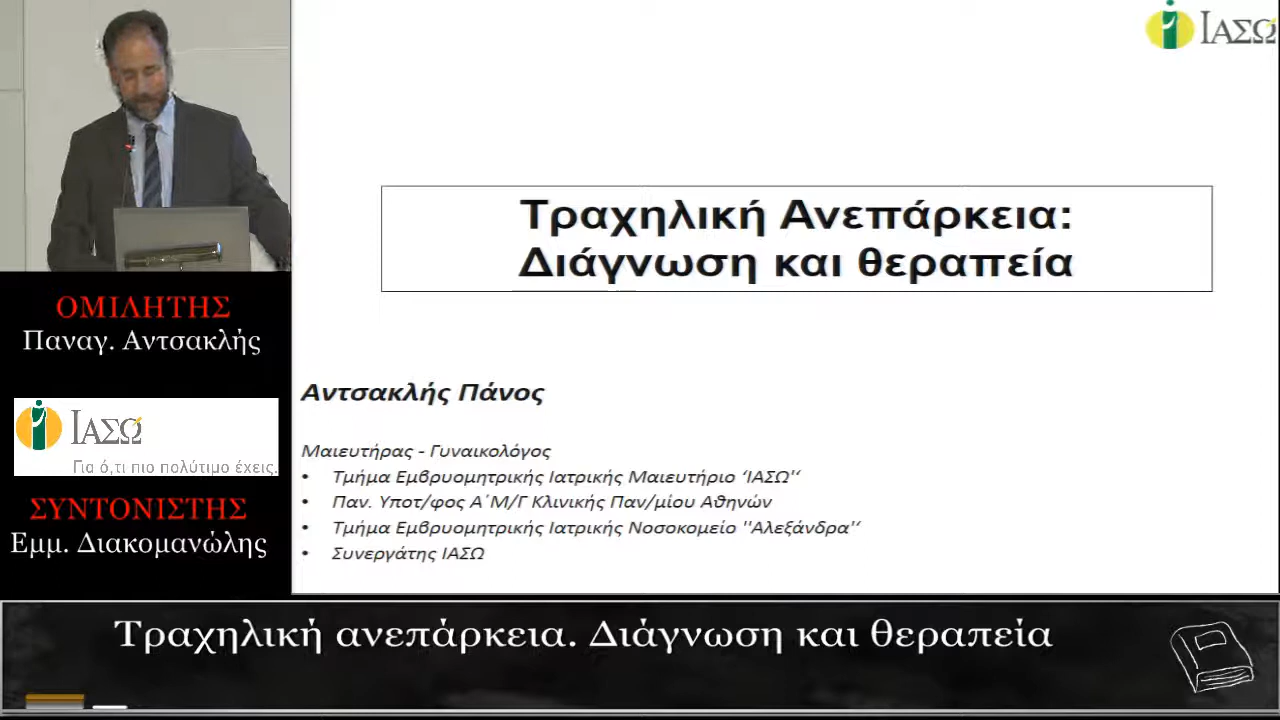 ΙΑΣΩ
Τραχηλική Ανεπάρκεια:
Διάγνωση και θεραπεία
ΟΜΙΛΗΤΗΣ
Παναγ. Αντσακλής
ΙΑΣΩ
Για ό,τι πιο πολύτιμο έχεις.
ΣΥΝΤΟΝΙΣΤΗΣ
Εμμ. Διακομανώλης
Αντσακλής Πάνος
Μαιευτήρας - Γυναικολόγος
• Τμήμα Εμβρυομητρικής Ιατρικής Μαιευτήριο ‘ΙΑΣΩ"‘
• Παν. Υποτ/φος Α΄Μ/Γ Κλινικής Παν/μίου Αθηνών
• Τμήμα Εμβρυομητρικής Ιατρικής Νοσοκομείο "Αλεξάνδρα"‘
• Συνεργάτης ΙΑΣΩ
Τραχηλική ανεπάρκεια. Διάγνωση και θεραπεία